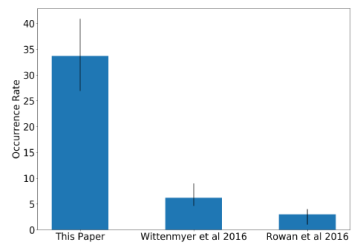 Occurrence Rate
40
35
30
25
20
15
10
5
0
This Paper
Wittenmyer et al 2016
Rowan et al 2016